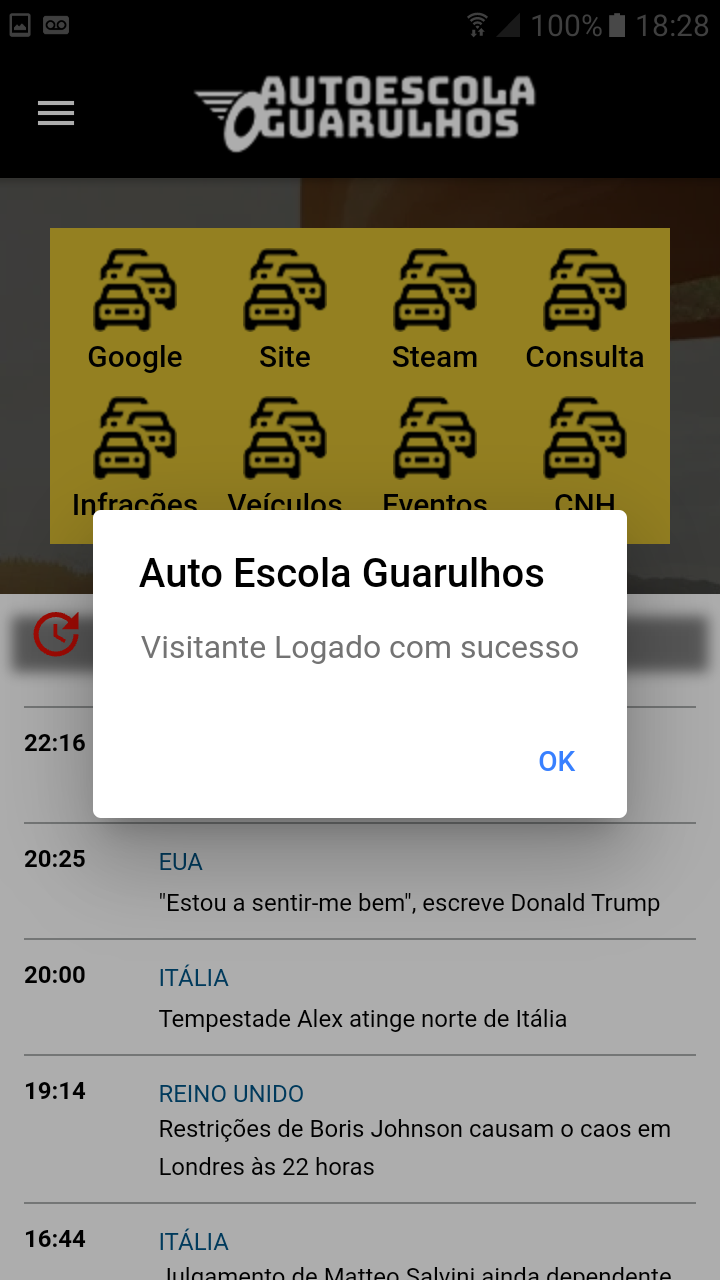 100% 18:28
AUTOESCOLA
GUARULHOS
Google Site Steam Consulta
Infrações Veículos Eventos CNH
Auto Escola Guarulhos
Visitante Logado com sucesso
OK
22:16
20:25 EUA
"Estou a sentir-me bem", escreve Donald Trump
20:00 ITÁLIA
Tempestade Alex atinge norte de Itália
19:14 REINO UNIDO
Restrições de Boris Johnson causam o caos em
Londres às 22 horas
16:44 ITÁLIA
Julgamento de Matteo Salvini ainda dependente